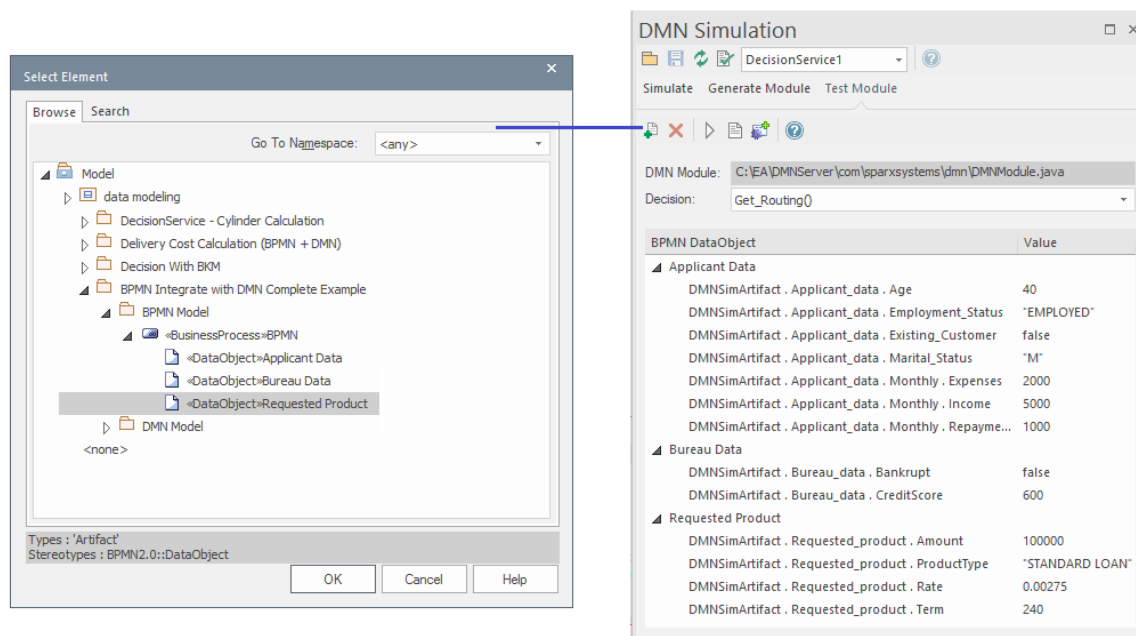 Select Element
Browse Search
Go To Namespace: <any>
Model
data modeling
DecisionService - Cylinder Calculation
Delivery Cost Calculation (BPMN + DMN)
Decision With BKM
BPMN Integrate with DMN Complete Example
BPMN Model
«BusinessProcess»BPMN
«DataObject»Applicant Data
«DataObject»Bureau Data
«DataObject»Requested Product
DMN Model
<none>
Types : 'Artifact'
Stereotypes : BPMN2.0::DataObject
OK Cancel Help
DMN Simulation
DecisionService1
Simulate Generate Module Test Module
DMN Module: C:\EA\DMNServer\com\sparxsystems\dmn\DMNModule.java
Decision: Get_Routing()
BPMN DataObject Value
Applicant Data
DMNSimArtifact . Applicant_data . Age 40
DMNSimArtifact . Applicant_data . Employment_Status "EMPLOYED"
DMNSimArtifact . Applicant_data . Existing_Customer false
DMNSimArtifact . Applicant_data . Marital_Status "M"
DMNSimArtifact . Applicant_data . Monthly . Expenses 2000
DMNSimArtifact . Applicant_data . Monthly . Income 5000
DMNSimArtifact . Applicant_data . Monthly . Repayme... 1000
Bureau Data
DMNSimArtifact . Bureau_data . Bankrupt false
DMNSimArtifact . Bureau_data . CreditScore 600
Requested Product
DMNSimArtifact . Requested_product . Amount 100000
DMNSimArtifact . Requested_product . ProductType "STANDARD LOAN"
DMNSimArtifact . Requested_product . Rate 0.00275
DMNSimArtifact . Requested_product . Term 240